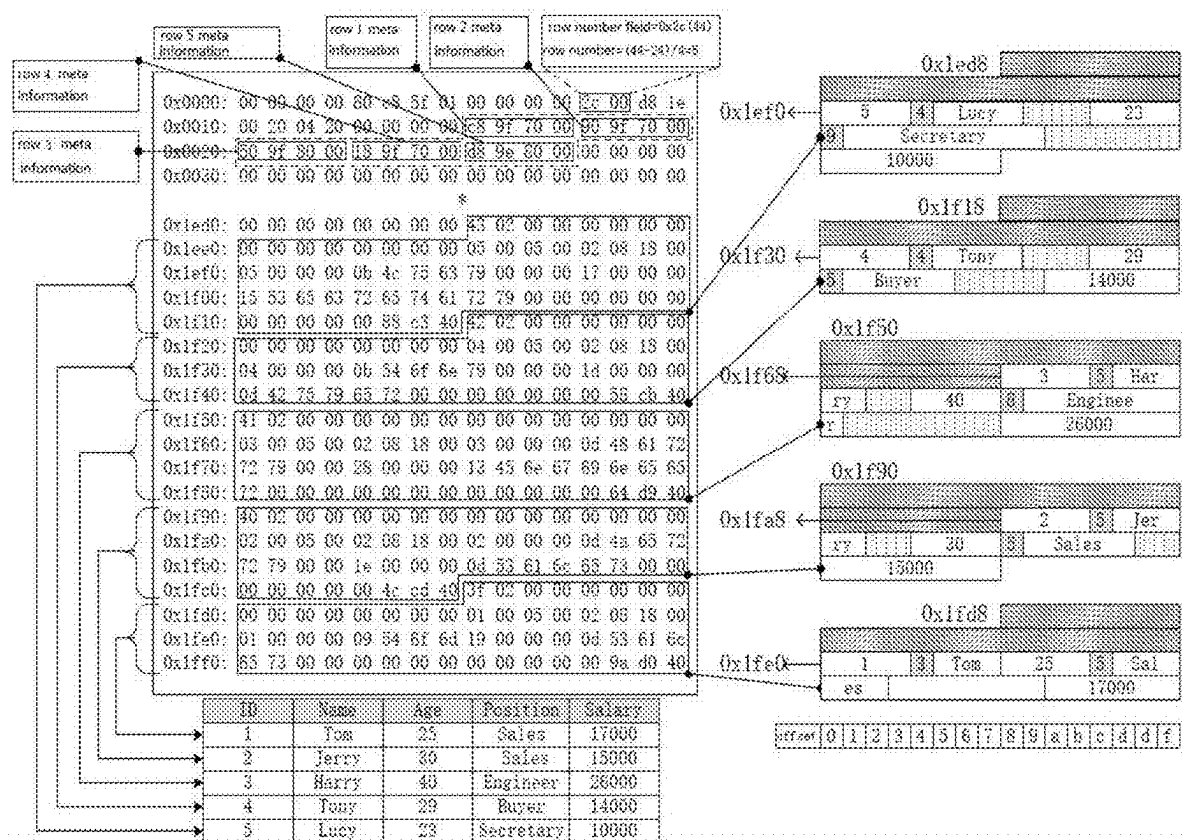 row 5 meta
information
row 1 meta
information
row 2 meta
information
row number field=0x2c(44)
row number=(44-24)/4=5
row 4 meta
information
row 3 meta
information
0x0000: 00 00 00 00 80 e8 5f 01 00 00 00 00 2c 00 d8 1e
0x0010: 00 20 04 20 00 00 00 00 c8 9f 70 00 90 9f 70 00
0x0020: 50 9f 80 00 18 9f 70 00 d8 9e 80 00 00 00 00 00
0x0030: 00 00 00 00 00 00 00 00 00 00 00 00 00 00 00 00
*
0x1ed0: 00 00 00 00 00 00 00 00 43 02 00 00 00 00 00 00
0x1ee0: 00 00 00 00 00 00 00 00 05 00 05 00 02 08 18 00
0x1ef0: 05 00 00 00 0b 4c 75 63 79 00 00 00 17 00 00 00
0x1f00: 15 53 65 63 72 65 74 61 72 79 00 00 00 00 00 00
0x1f10: 00 00 00 00 00 88 c3 40 42 02 00 00 00 00 00 00
0x1f20: 00 00 00 00 00 00 00 00 04 00 05 00 02 08 18 00
0x1f30: 04 00 00 00 0b 54 6f 6e 79 00 00 00 1d 00 00 00
0x1f40: 0d 42 75 79 65 72 00 00 00 00 00 00 00 58 cb 40
0x1f50: 41 02 00 00 00 00 00 00 00 00 00 00 00 00 00 00
0x1f60: 03 00 05 00 02 08 18 00 03 00 00 00 0d 48 61 72
0x1f70: 72 79 00 00 28 00 00 00 13 45 6e 67 69 6e 65 65
0x1f80: 72 00 00 00 00 00 00 00 00 00 00 00 00 64 d9 40
0x1f90: 40 02 00 00 00 00 00 00 00 00 00 00 00 00 00 00
0x1fa0: 02 00 05 00 02 08 18 00 02 00 00 00 0d 4a 65 72
0x1fb0: 72 79 00 00 1e 00 00 00 0d 53 61 6c 65 73 00 00
0x1fc0: 00 00 00 00 00 4c cd 40 3f 02 00 00 00 00 00 00
0x1fd0: 00 00 00 00 00 00 00 00 01 00 05 00 02 08 18 00
0x1fe0: 01 00 00 00 09 54 6f 6d 19 00 00 00 0d 53 61 6c
0x1ff0: 65 73 00 00 00 00 00 00 00 00 00 00 00 9a d0 40
0x1ed8
0x1ef0
5 4 Lucy 23
9 Secretary
10000
0x1f18
0x1f30
4 4 Tony 29
5 Buyer 14000
0x1f50
0x1f68
3 5 Har
ry 40 8 Enginee
r 26000
0x1f90
0x1fa8
2 5 Jer
ry 30 5 Sales
15000
0x1fd8
0x1fe0
1 3 Tom 25 5 Sal
es 17000
offset 0 1 2 3 4 5 6 7 8 9 a b c d d f
ID Name Age Position Salary
1 Tom 25 Sales 17000
2 Jerry 30 Sales 15000
3 Harry 40 Engineer 26000
4 Tony 29 Buyer 14000
5 Lucy 23 Secretary 10000